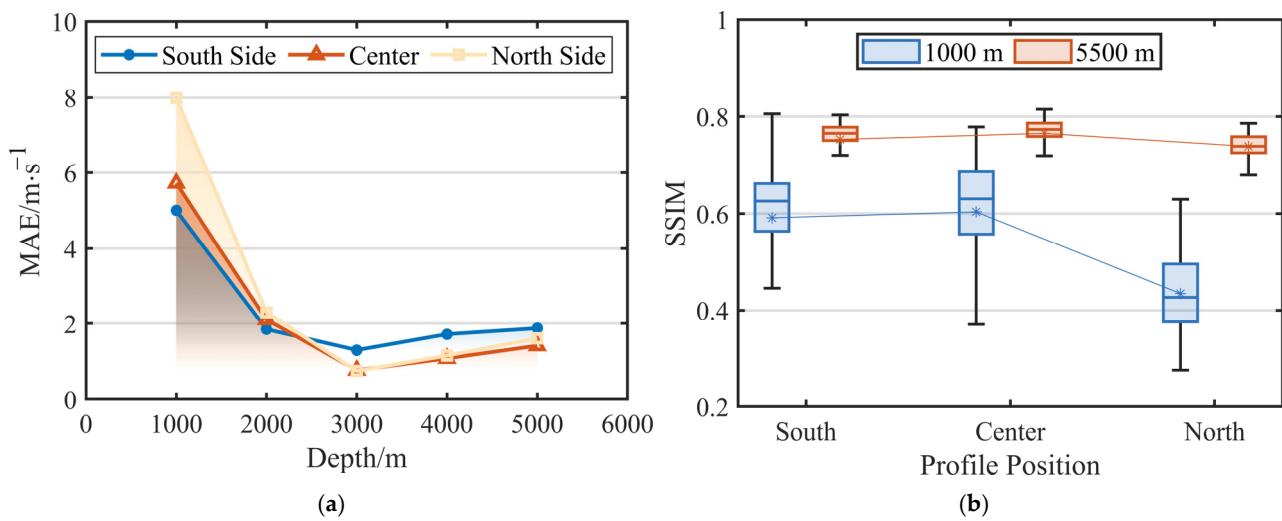 10
8
6
4
2
0
MAE/m·s⁻¹
South Side Center North Side
0 1000 2000 3000 4000 5000 6000
Depth/m
(a)
1
0.8
0.6
0.4
0.2
SSIM
1000 m 5500 m
South Center North
Profile Position
(b)